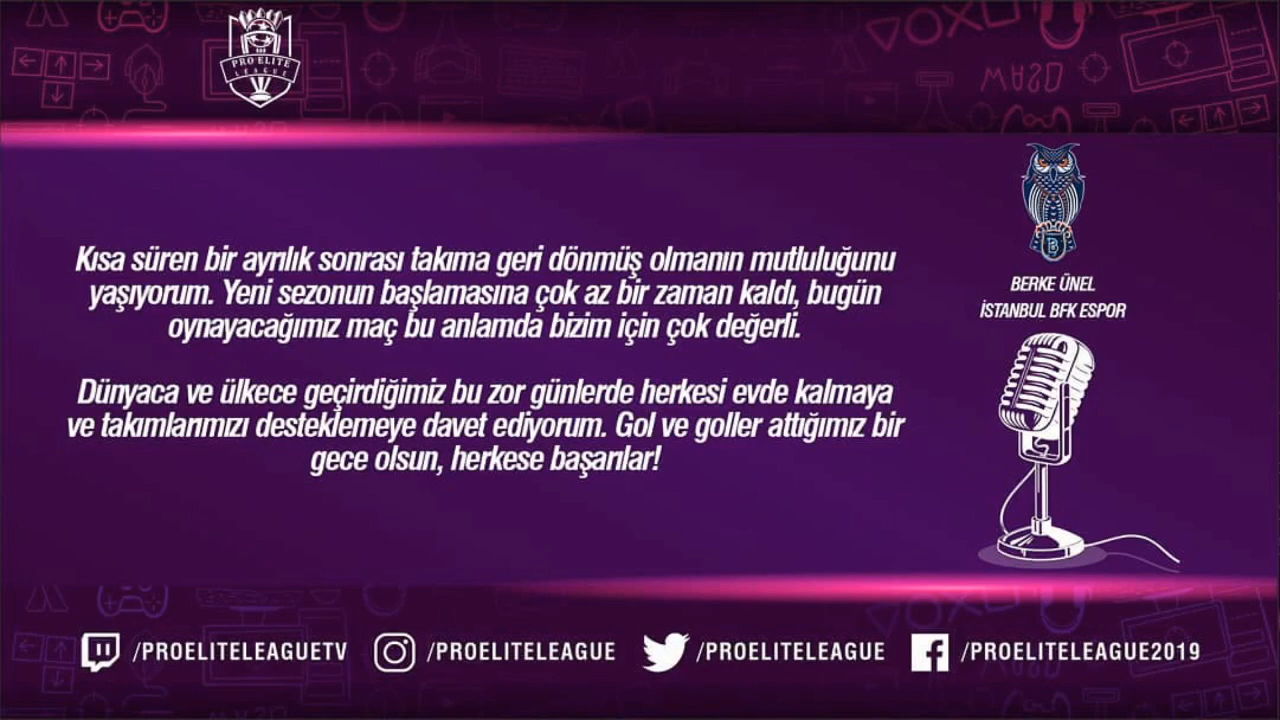 PRO ELITE
LEAGUE
WASD
Kısa süren bir ayrılık sonrası takıma geri dönmüş olmanın mutluluğunu
yaşıyorum. Yeni sezonun başlamasına çok az bir zaman kaldı, bugün
oynayacağımız maç bu anlamda bizim için çok değerli.
Dünyaca ve ülkece geçirdiğimiz bu zor günlerde herkesi evde kalmaya
ve takımlarımızı desteklemeye davet ediyorum. Gol ve goller attığımız bir
gece olsun, herkese başarılar!
BERKE ÜNEL
İSTANBUL BFK ESPOR
/PROELITELEAGUETV
/PROELITELEAGUE
/PROELITELEAGUE
/PROELITELEAGUE2019